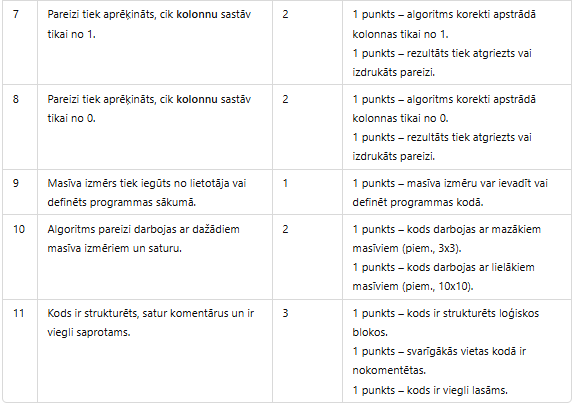 7 Pareizi tiek aprēķināts, cik kolonnu sastāv 2 1 punkts – algoritms korekti apstrādā
tikai no 1. kolonnas tikai no 1.
1 punkts – rezultāts tiek atgriezts vai
izdrukāts pareizi.
8 Pareizi tiek aprēķināts, cik kolonnu sastāv 2 1 punkts – algoritms korekti apstrādā
tikai no 0. kolonnas tikai no 0.
1 punkts – rezultāts tiek atgriezts vai
izdrukāts pareizi.
9 Masīva izmērs tiek iegūts no lietotāja vai 1 1 punkts – masīva izmēru var ievadīt vai
definēts programmas sākumā. definēt programmas kodā.
10 Algoritms pareizi darbojas ar dažādiem 2 1 punkts – kods darbojas ar mazākiem
masīva izmēriem un saturu. masīviem (piem., 3x3).
1 punkts – kods darbojas ar lielākiem
masīviem (piem., 10x10).
11 Kods ir strukturēts, satur komentārus un ir 3 1 punkts – kods ir strukturēts loģiskos
viegli saprotams. blokos.
1 punkts – svarīgākās vietas kodā ir
nokomentētas.
1 punkts – kods ir viegli lasāms.